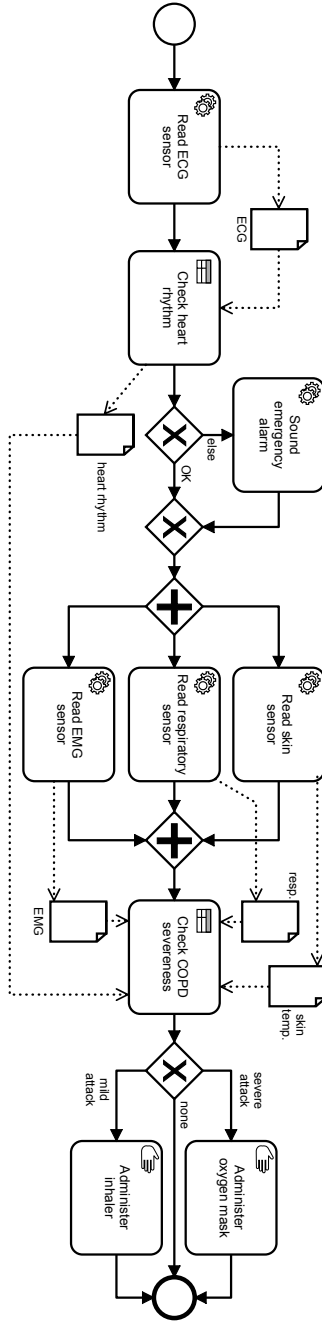 Read ECG
sensor
ECG
Check heart
rhythm
heart rhythm
else
OK
Sound
emergency
alarm
Read skin
sensor
Read respiratory
sensor
Read EMG
sensor
skin
temp.
resp.
EMG
Check COPD
severeness
severe
attack
none
mild
attack
Administer
oxygen mask
Administer
inhaler